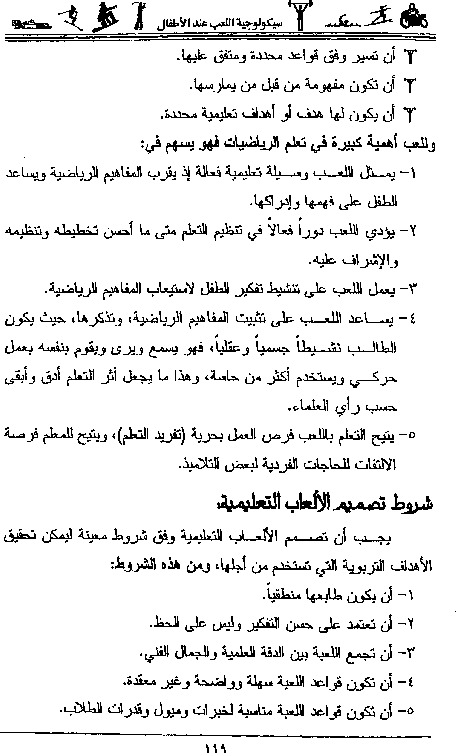 سيكولوجية اللعب عند الأطفال
أن تسير وفق قواعد محددة ومتفق عليها.
أن تكون مفهومة من قبل من يمارسها.
أن يكون لها هدف أو أهداف تعليمية محددة.
وللعب أهمية كبيرة في تعلم الرياضيات فهو يسهم في:
١- يمثل اللعب وسيلة تعليمية فعالة إذ يقرب المفاهيم الرياضية ويساعد
الطفل على فهمها وإدراكها.
٢- يؤدي اللعب دوراً فعالاً في تنظيم التعلم متى ما أحسن تخطيطه وتنظيمه
والإشراف عليه.
٣- يعمل اللعب على تنشيط تفكير الطفل لاستيعاب المفاهيم الرياضية.
٤- يساعد اللعب على تثبيت المفاهيم الرياضية، وتذكرها، حيث يكون
الطالب نشيطاً جسمياً وعقلياً، فهو يسمع ويرى ويقوم بنفسه بعمل
حركي ويستخدم أكثر من حاسة، وهذا ما يجعل أثر التعلم أدق وأبقى
حسب رأي العلماء.
٥- يتيح التعلم باللعب فرص العمل بحرية (تفريد التعلم)، ويتيح للمعلم فرصة
الالتفات للحاجات الفردية لبعض التلاميذ.
شروط تصميم الألعاب التعليمية:
يجب أن تصمم الألعاب التعليمية وفق شروط معينة ليمكن تحقيق
الأهداف التربوية التي تستخدم من أجلها، ومن هذه الشروط:
١- أن يكون طابعها منطقياً.
٢- أن تعتمد على حسن التفكير وليس على الحظ.
٣- أن تجمع اللعبة بين الدقة العلمية والجمال الفني.
٤- أن تكون قواعد اللعبة سهلة وواضحة وغير معقدة.
٥- أن تكون قواعد اللعبة مناسبة لخبرات وميول وقدرات الطلاب.
١١٩